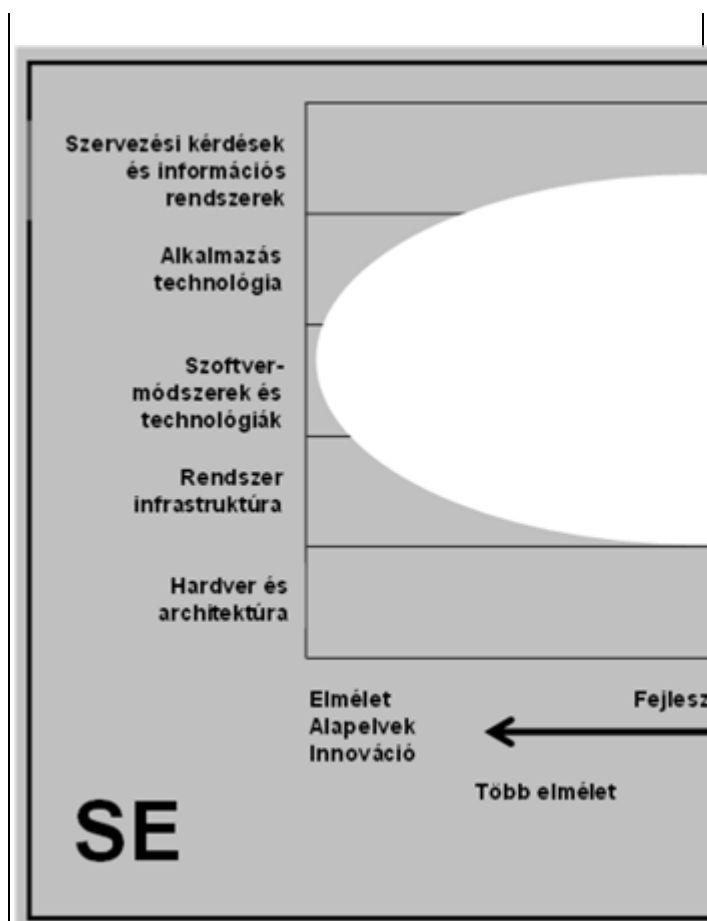 Szervezési kérdések
és információs
rendszerek
Alkalmazás
technológia
Szoftver-
módszerek és
technológiák
Rendszer
infrastruktúra
Hardver és
architektúra
Elmélet
Alapelvek
Innováció
Fejlesz
Több elmélet
SE